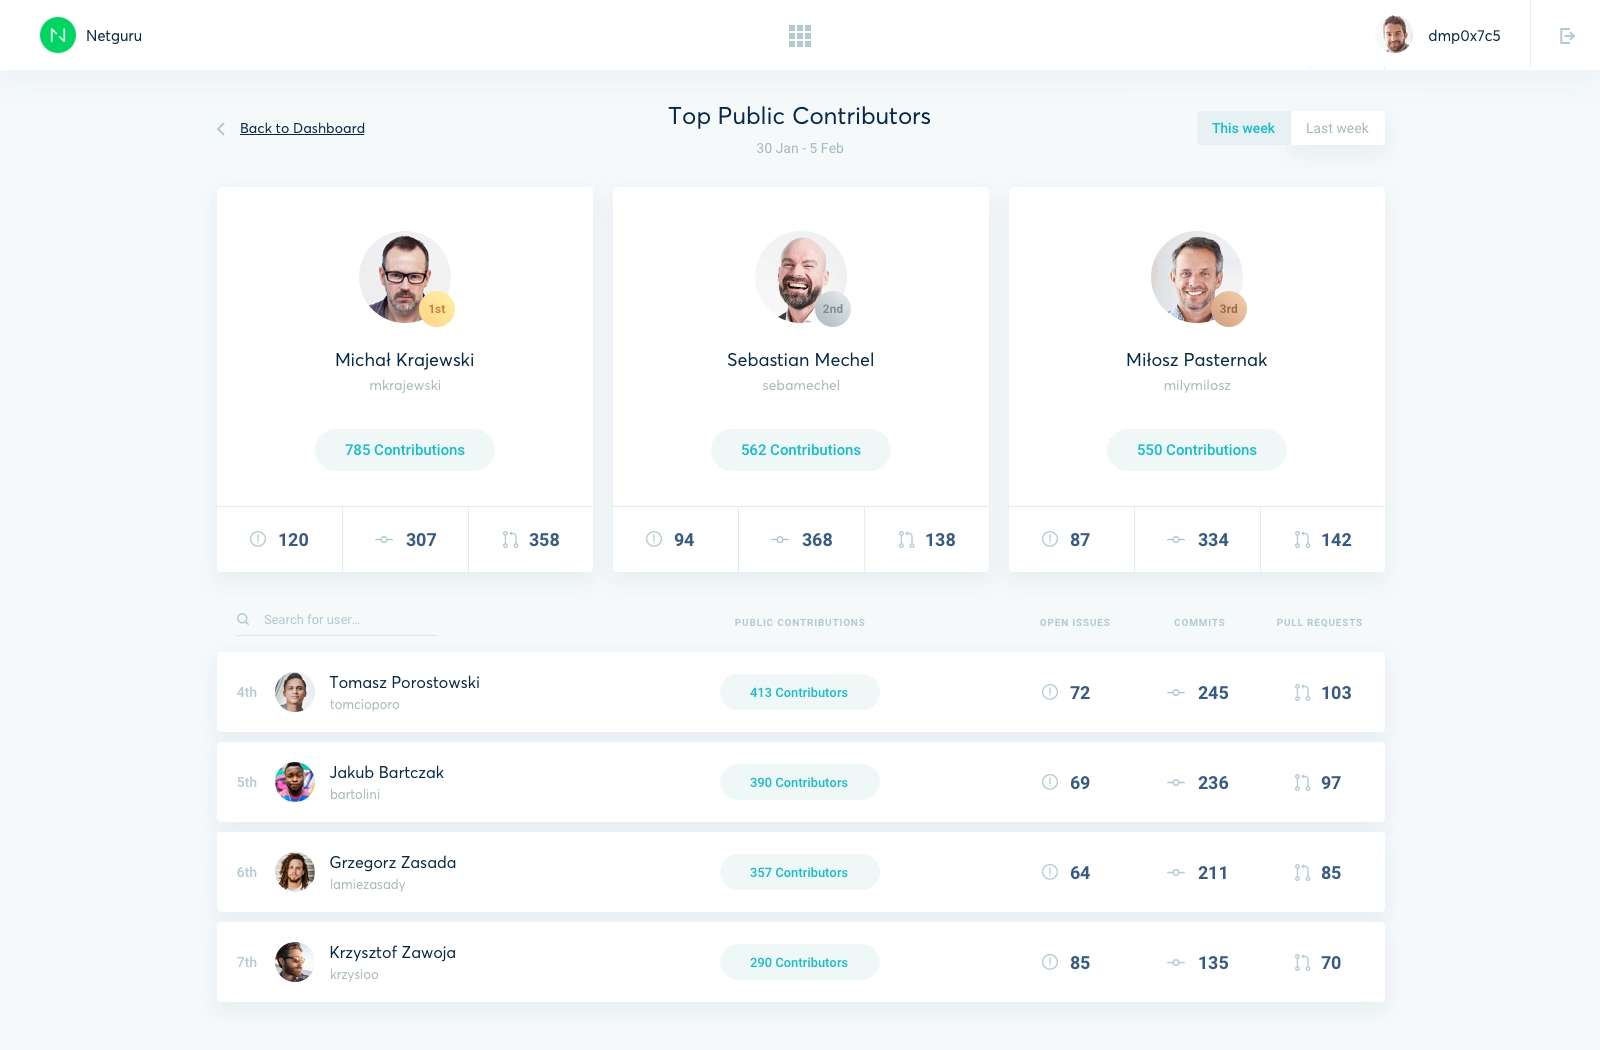 Netguru
dmp0x7c5
Back to Dashboard
Top Public Contributors
30 Jan - 5 Feb
This week
Last week
1st
Michał Krajewski
mkrajewski
785 Contributions
120
307
358
2nd
Sebastian Mechel
sebamechel
562 Contributions
94
368
138
3rd
Miłosz Pasternak
milymilosz
550 Contributions
87
334
142
Search for user...
PUBLIC CONTRIBUTIONS
OPEN ISSUES
COMMITS
PULL REQUESTS
4th
Tomasz Porostowski
tomcioporo
413 Contributors
72
245
103
5th
Jakub Bartczak
bartolini
390 Contributors
69
236
97
6th
Grzegorz Zasada
lamiezasady
357 Contributors
64
211
85
7th
Krzysztof Zawoja
krzysioo
290 Contributors
85
135
70